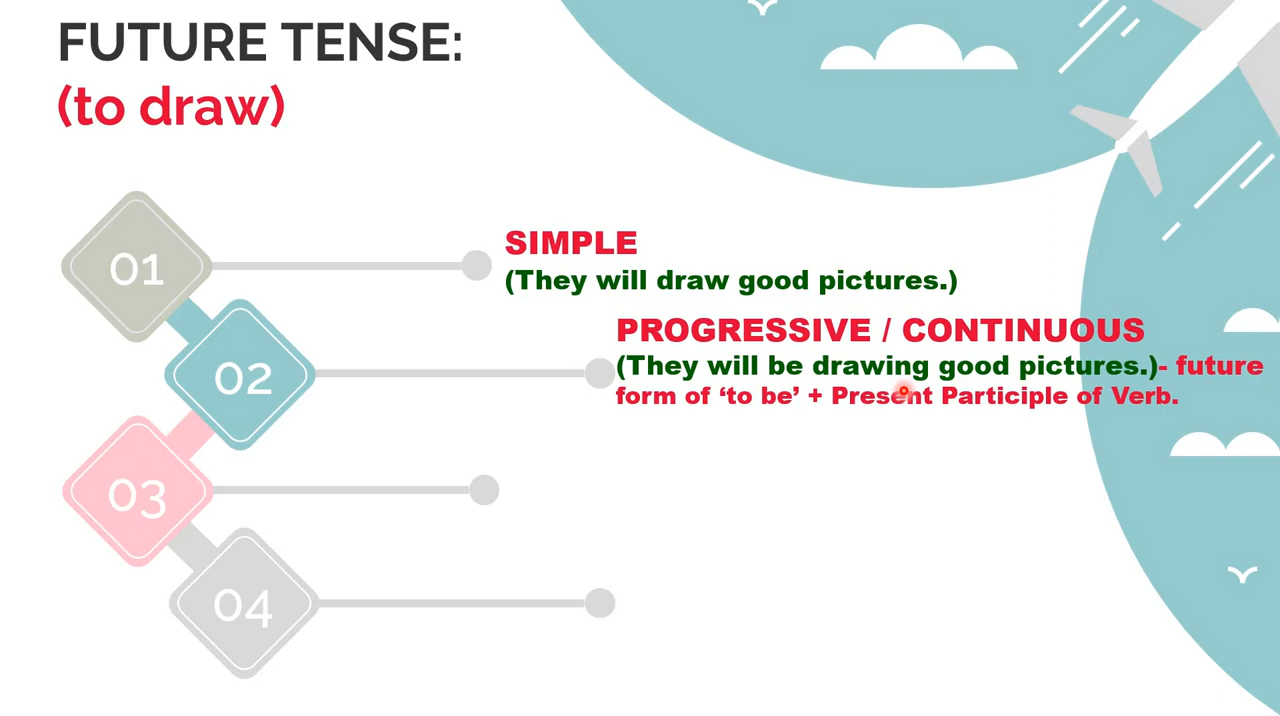 FUTURE TENSE:
(to draw)
01
SIMPLE
(They will draw good pictures.)
02
PROGRESSIVE / CONTINUOUS
(They will be drawing good pictures.)- future
form of ‘to be’ + Present Participle of Verb.
03
04